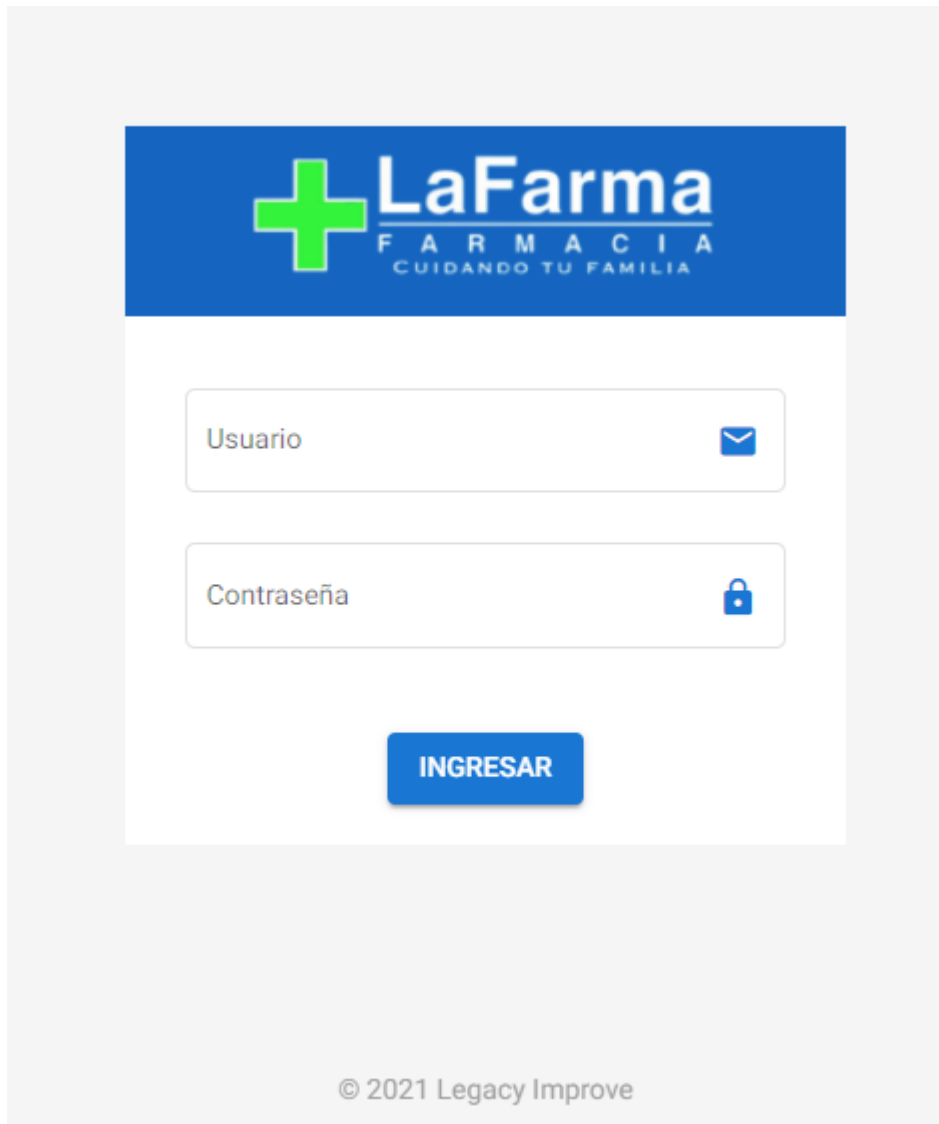 LaFarma
FARMACIA
CUIDANDO TU FAMILIA
Usuario
Contraseña
INGRESAR
© 2021 Legacy Improve